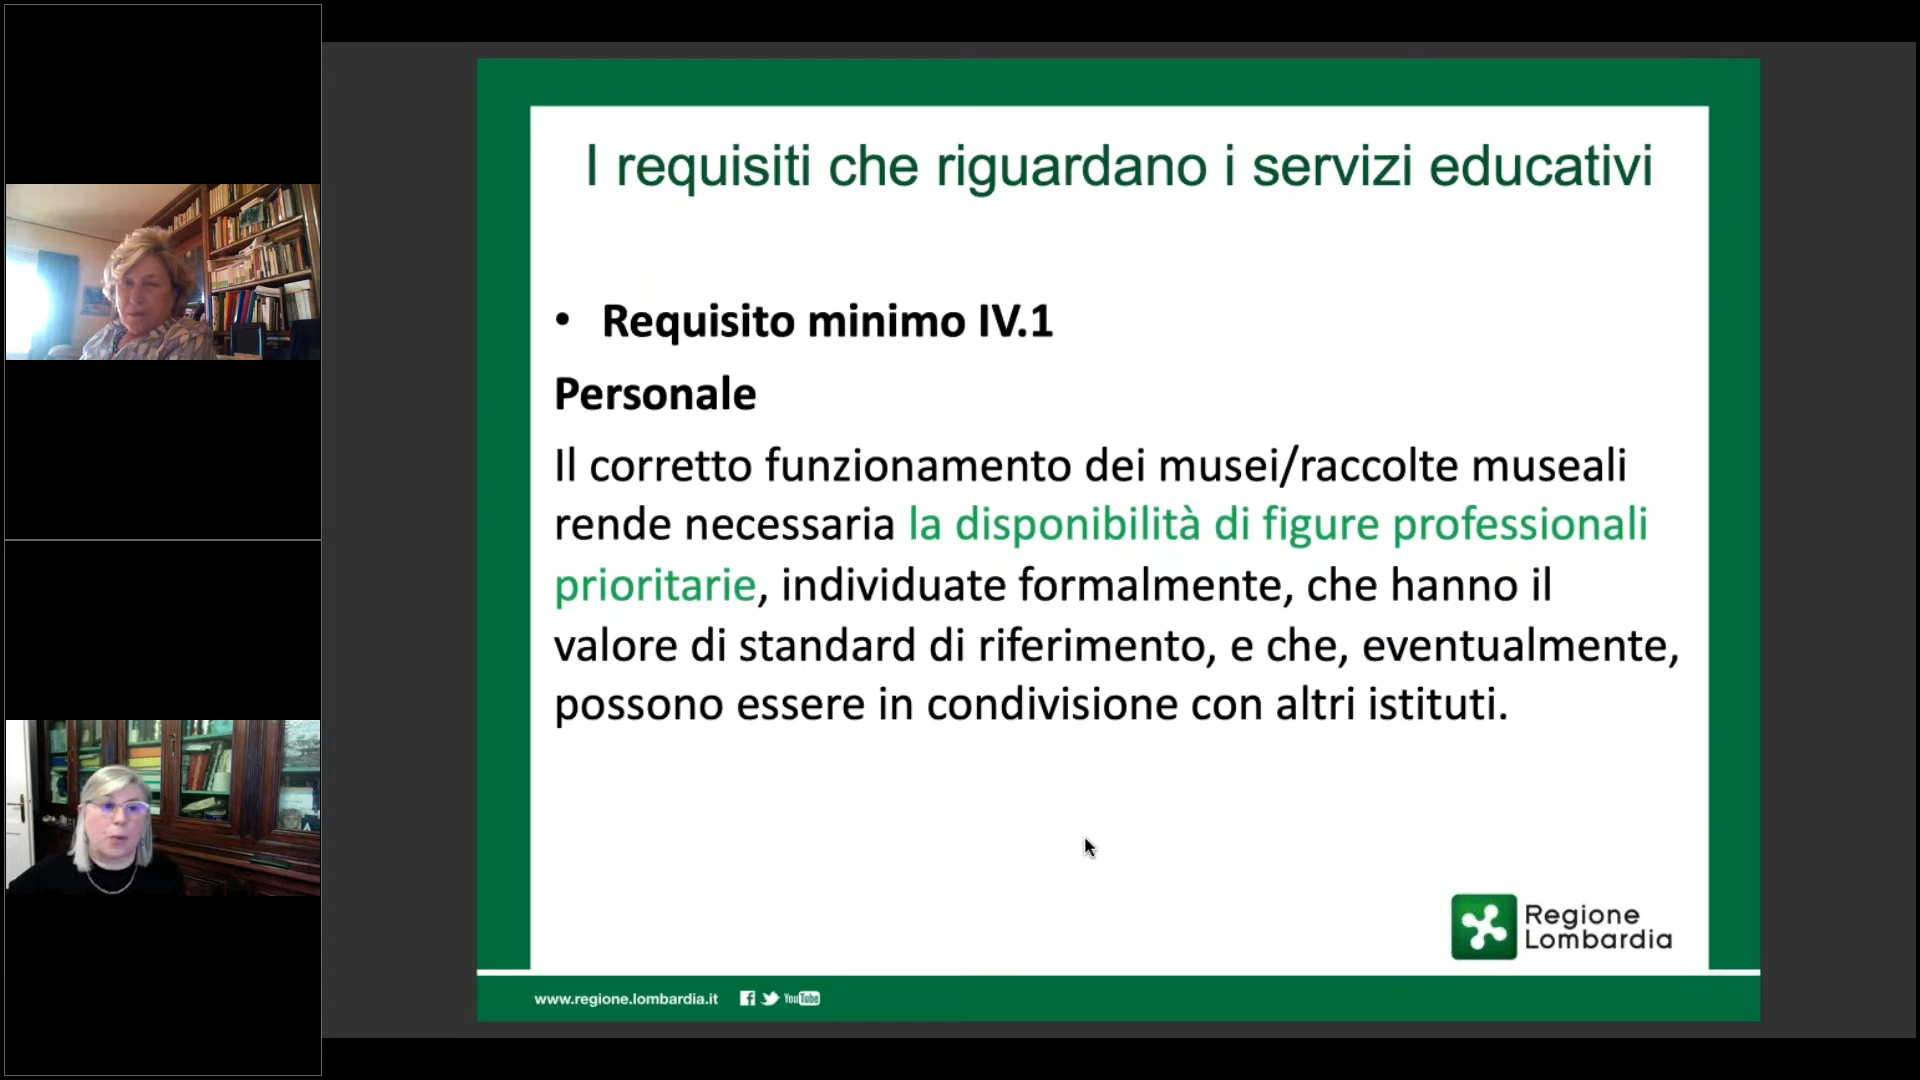 I requisiti che riguardano i servizi educativi
• Requisito minimo IV.1
Personale
Il corretto funzionamento dei musei/raccolte museali
rende necessaria la disponibilità di figure professionali
prioritarie, individuate formalmente, che hanno il
valore di standard di riferimento, e che, eventualmente,
possono essere in condivisione con altri istituti.
Regione
Lombardia
www.regione.lombardia.it
YouTube